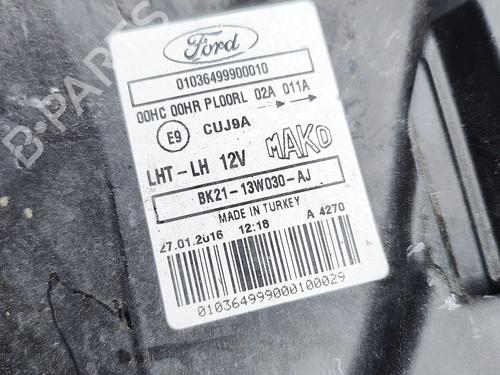 Ford
01036499900010
00HC 00HR PL00RL 02A 011A
E9 CUJ9A
LHT-LH 12V MAKO
BK21-13W030-AJ
MADE IN TURKEY
27.01.2016 12:18 A 4270
010364999000100029
B-PARTS